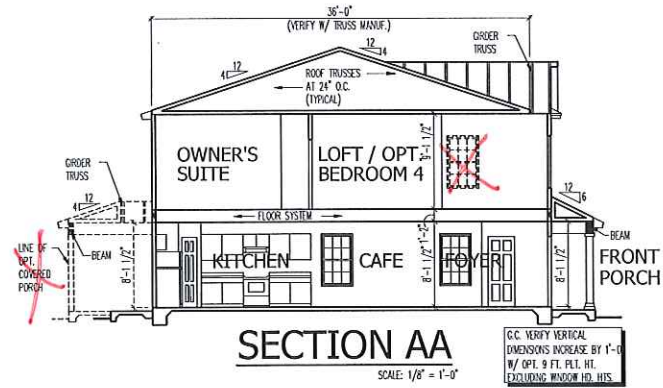 36'-0"
(VERIFY W/ TRUSS MANUF.)
GIRDER
TRUSS
12
4
12
4
ROOF TRUSSES
AT 24" O.C.
(TYPICAL)
OWNER'S
SUITE
LOFT / OPT.
BEDROOM 4
GIRDER
TRUSS
12
4
12
6
FLOOR SYSTEM
1'-2"
BEAM
BEAM
LINE OF
OPT.
COVERED
PORCH
8'-1 1/2"
KITCHEN
CAFE
8'-1 1/2"
FOYER
8'-1 1/2"
FRONT
PORCH
SECTION AA
SCALE: 1/8" = 1'-0"
G.C. VERIFY VERTICAL
DIMENSIONS INCREASE BY 1'-0
W/ OPT. 9 FT. PLT. HT.
EXCLUDING WINDOW HD. HTS.